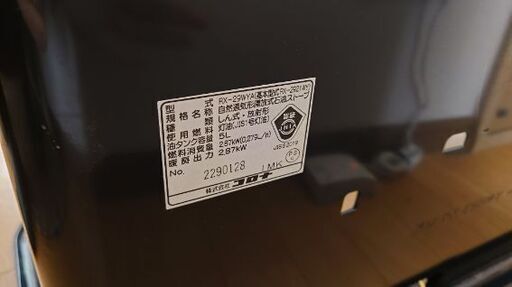 型式 RX-29WYA(基本型式RX-2921WY)
規格名称 自然通気形開放式石油ストーブ
種類 しん式・放射形
使用燃料 灯油(JIS1号灯油)
油タンク容量 5L
燃料消費量 2.87kW(0.279L/h)
暖房出力 2.87kW
No. 2290128 1MK
株式会社 コロナ
JIS S 2019